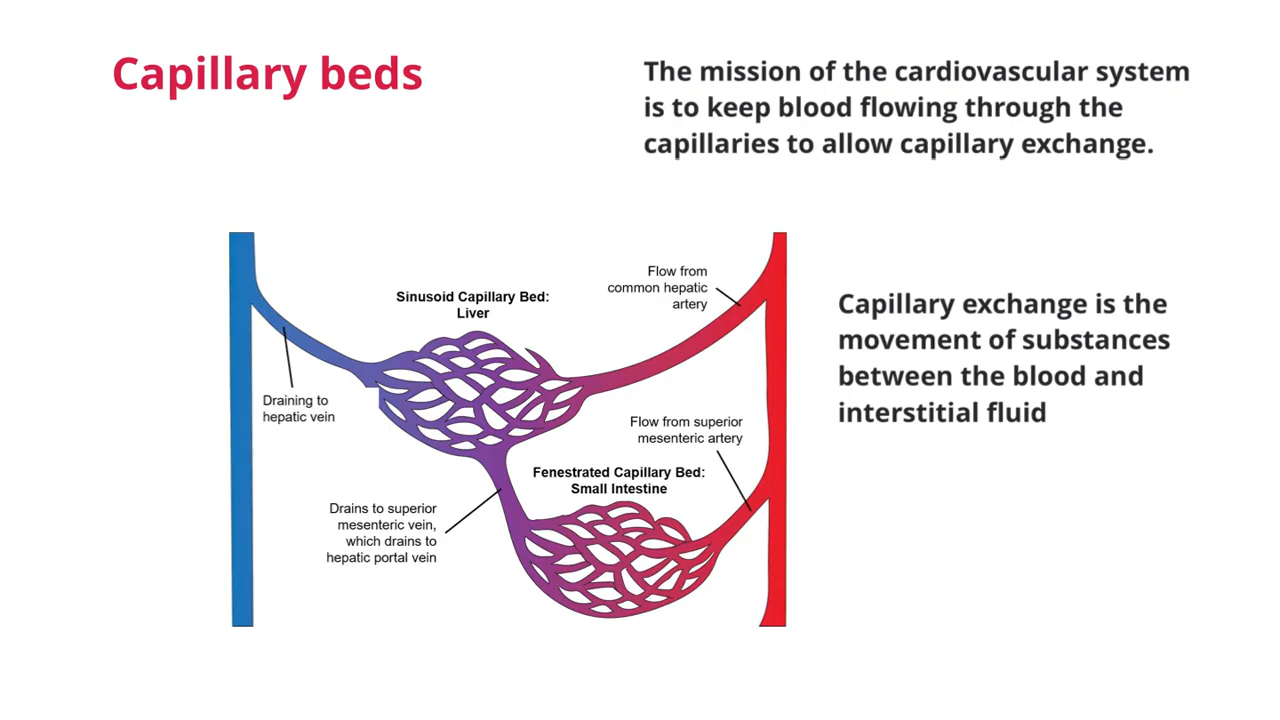 Capillary beds
The mission of the cardiovascular system
is to keep blood flowing through the
capillaries to allow capillary exchange.
Sinusoid Capillary Bed:
Liver
Flow from
common hepatic
artery
Capillary exchange is the
movement of substances
between the blood and
interstitial fluid
Draining to
hepatic vein
Flow from superior
mesenteric artery
Fenestrated Capillary Bed:
Small Intestine
Drains to superior
mesenteric vein,
which drains to
hepatic portal vein